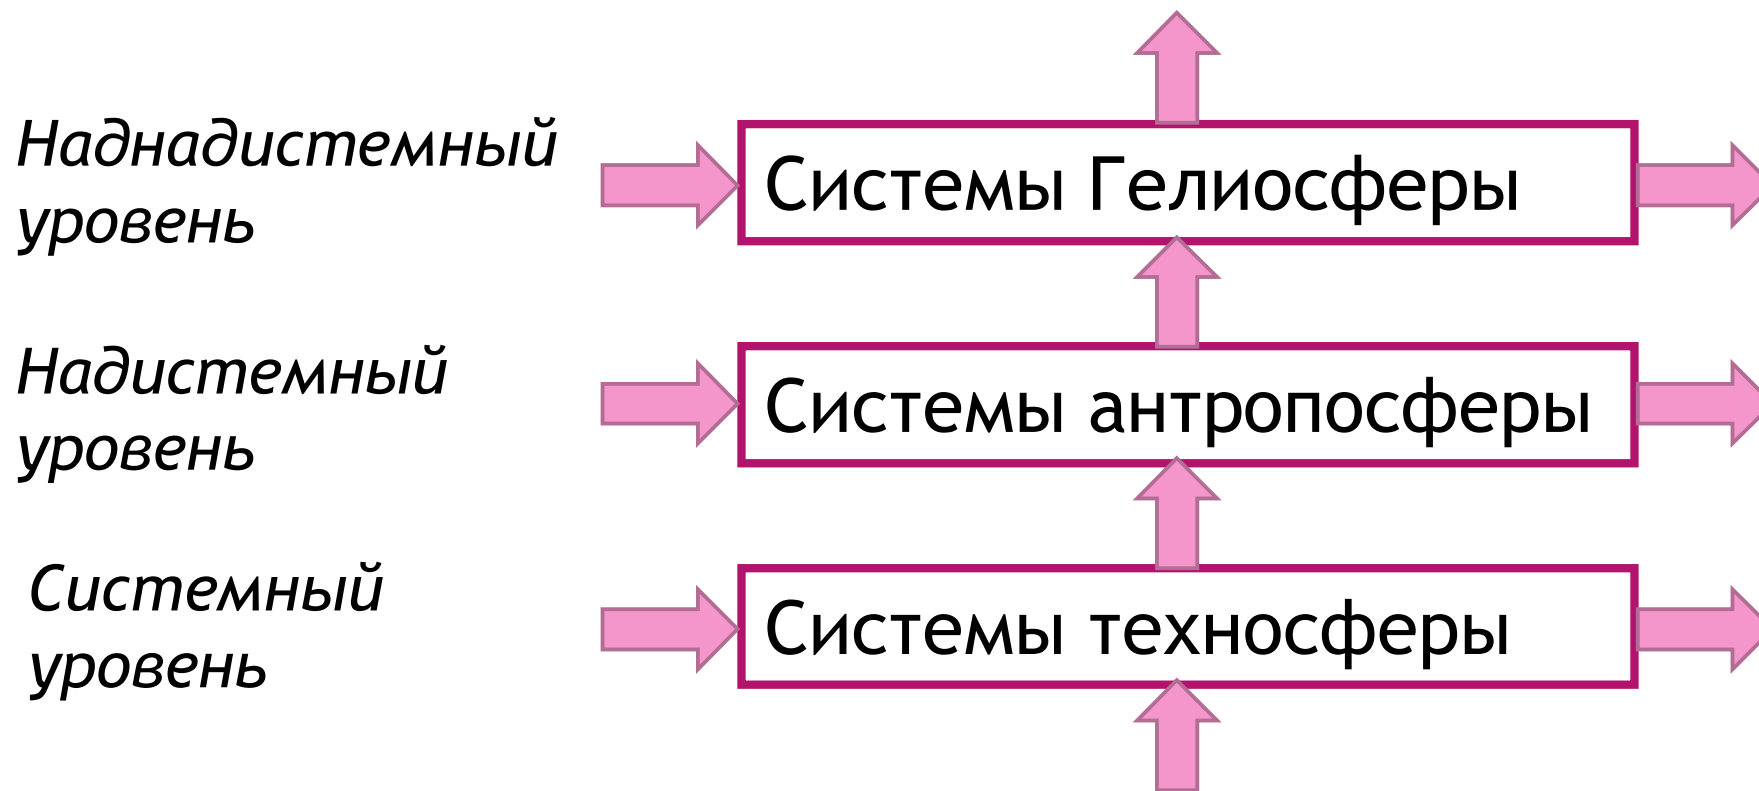 Наднадистемный
уровень
Системы Гелиосферы
Надистемный
уровень
Системы антропосферы
Системный
уровень
Системы техносферы